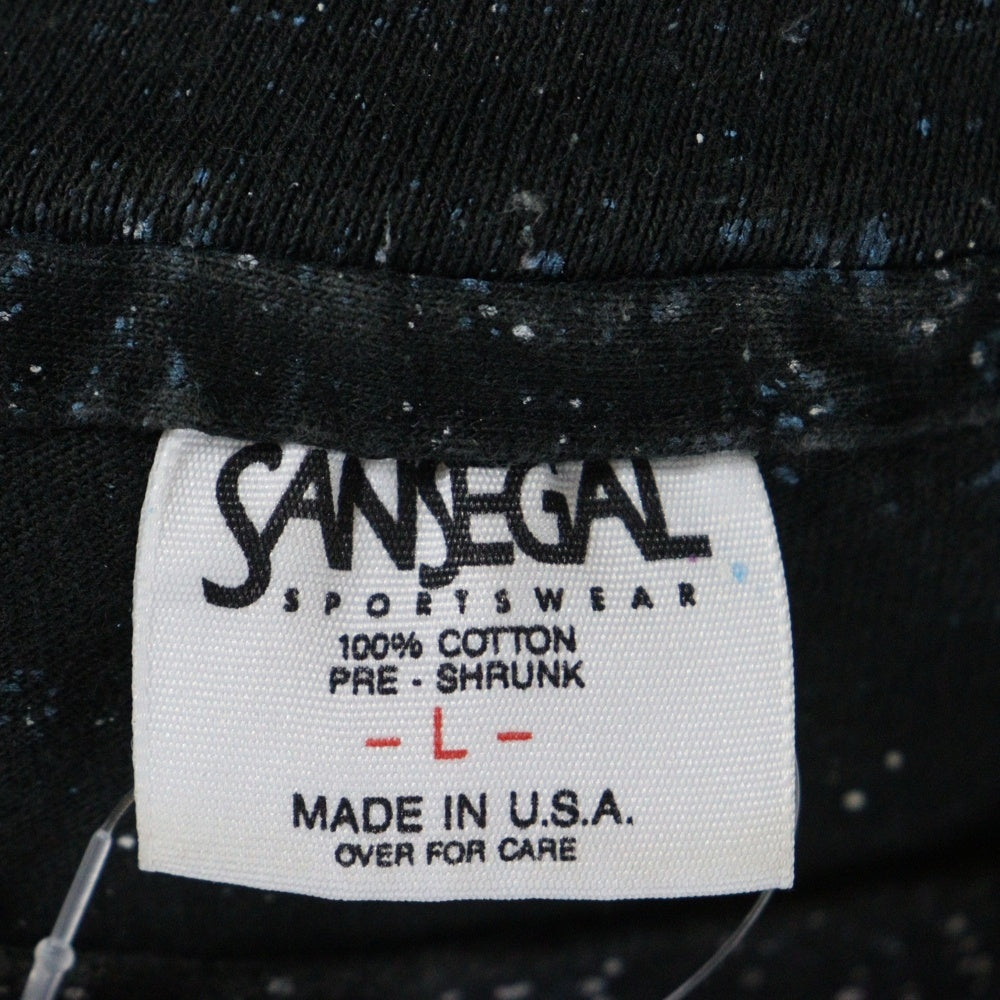 SANSEGAL
SPORTSWEAR
100% COTTON
PRE - SHRUNK
- L -
MADE IN U.S.A.
OVER FOR CARE